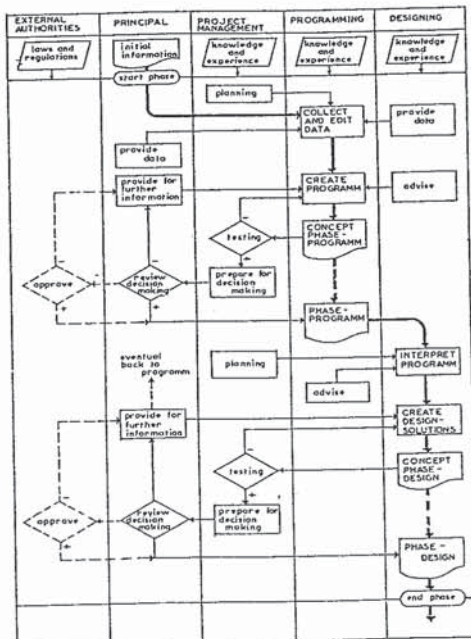 EXTERNAL AUTHORITIES
PRINCIPAL
PROJECT MANAGEMENT
PROGRAMMING
DESIGNING
laws and
regulations
initial
information
knowledge and
experience
knowledge and
experience
knowledge and
experience
start phase
planning
COLLECT
AND EDIT
DATA
provide
data
provide
data
provide for
further
information
CREATE
PROGRAMM
advise
testing
CONCEPT
PHASE-
PROGRAMM
approve
review
decision
making
prepare for
decision
making
PHASE-
PROGRAMM
eventual
back to
programm
planning
INTERPRET
PROGRAMM
advise
provide for
further
information
CREATE
DESIGN-
SOLUTIONS
testing
CONCEPT
PHASE-
DESIGN
approve
review
decision
making
prepare for
decision
making
PHASE-
DESIGN
end phase